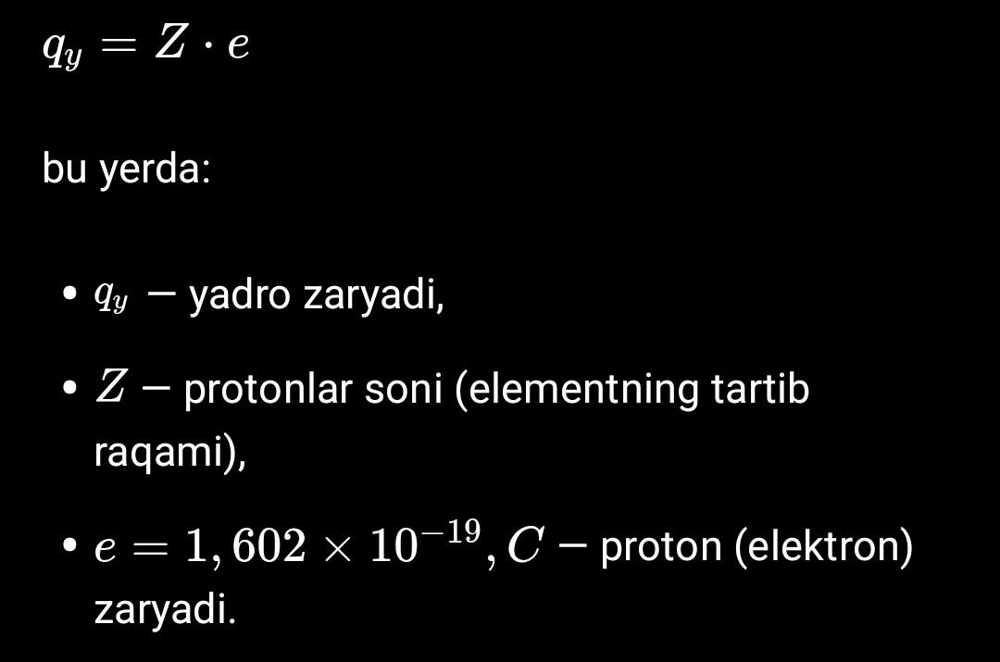 q_y = Z · e
bu yerda:
• q_y — yadro zaryadi,
• Z — protonlar soni (elementning tartib
raqami),
• e = 1,602 × 10⁻¹⁹, C — proton (elektron)
zaryadi.